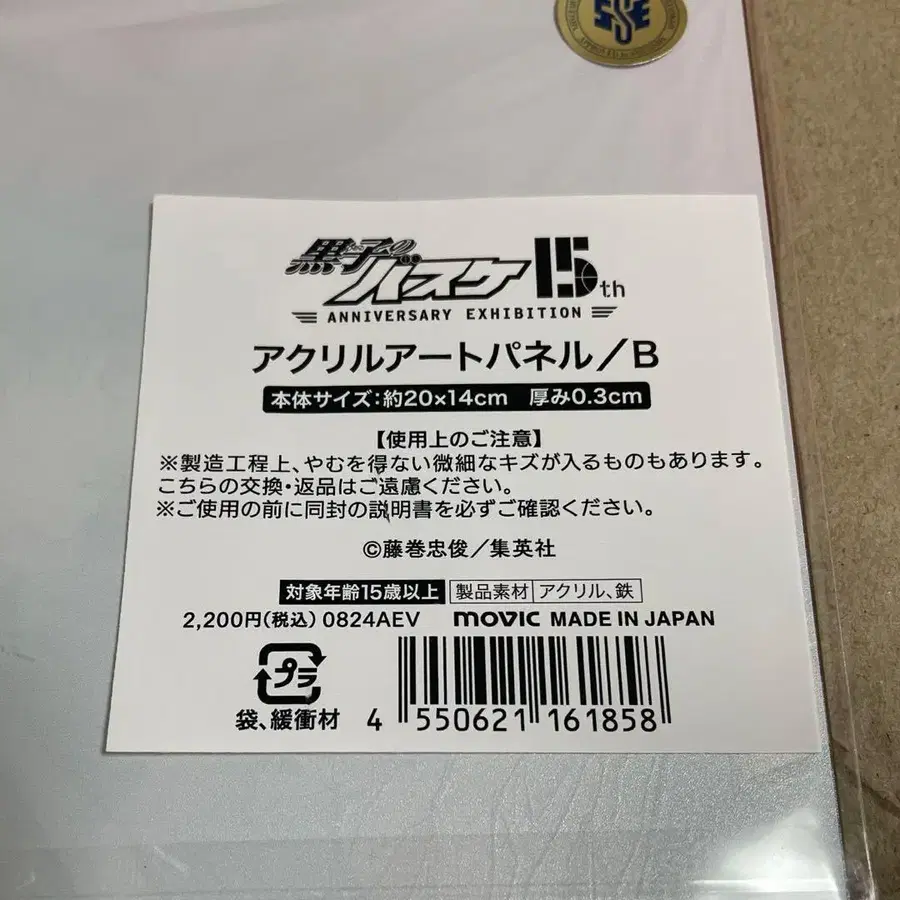 黒子の
バスケ 15th
ANNIVERSARY EXHIBITION
アクリルアートパネル／B
本体サイズ：約20×14cm 厚み0.3cm
【使用上のご注意】
※製造工程上、やむを得ない微細なキズが入るものもあります。
こちらの交換・返品はご遠慮ください。
※ご使用の前に同封の説明書を必ずご確認ください。
©藤巻忠俊／集英社
対象年齢15歳以上 製品素材 アクリル、鉄
2,200円(税込) 0824AEV movic MADE IN JAPAN
プラ
袋、緩衝材
4 550621 161858